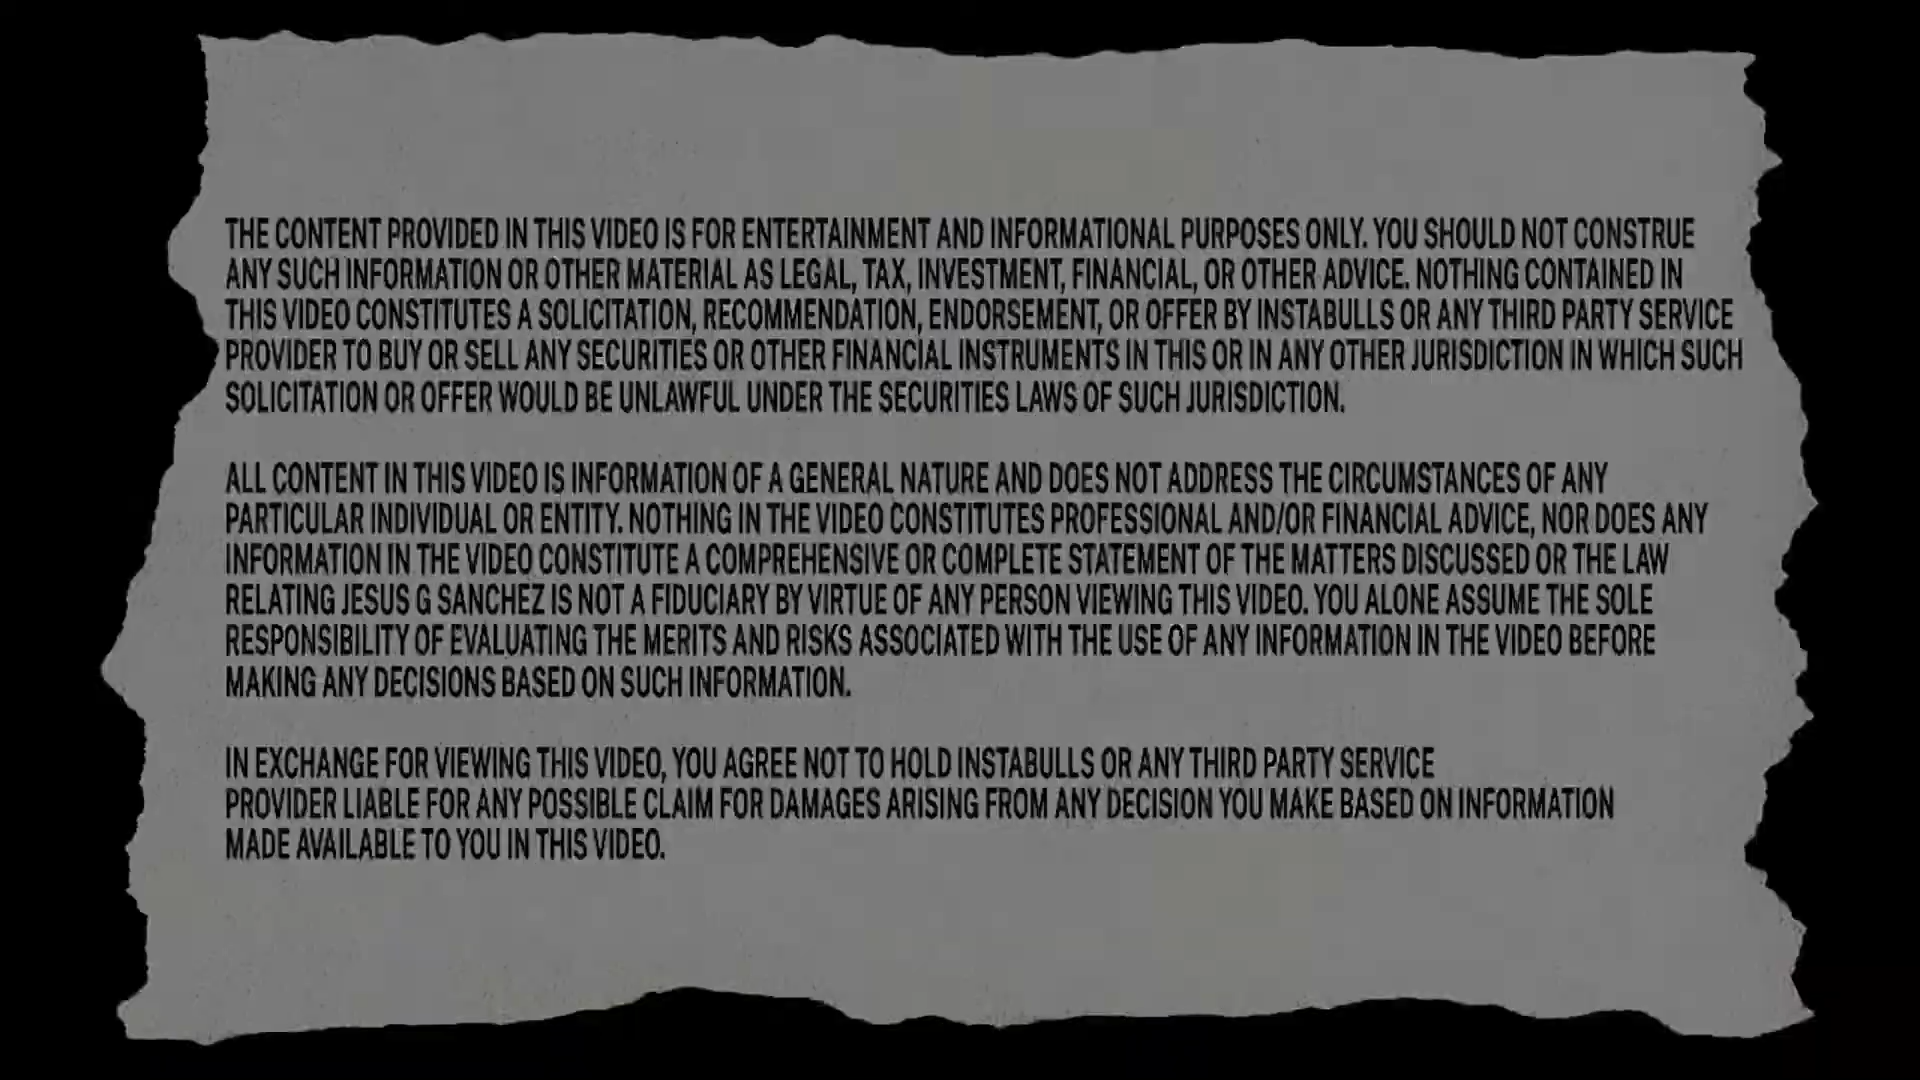 THE CONTENT PROVIDED IN THIS VIDEO IS FOR ENTERTAINMENT AND INFORMATIONAL PURPOSES ONLY. YOU SHOULD NOT CONSTRUE
ANY SUCH INFORMATION OR OTHER MATERIAL AS LEGAL, TAX, INVESTMENT, FINANCIAL, OR OTHER ADVICE. NOTHING CONTAINED IN
THIS VIDEO CONSTITUTES A SOLICITATION, RECOMMENDATION, ENDORSEMENT, OR OFFER BY INSTABULLS OR ANY THIRD PARTY SERVICE
PROVIDER TO BUY OR SELL ANY SECURITIES OR OTHER FINANCIAL INSTRUMENTS IN THIS OR IN ANY OTHER JURISDICTION IN WHICH SUCH
SOLICITATION OR OFFER WOULD BE UNLAWFUL UNDER THE SECURITIES LAWS OF SUCH JURISDICTION.
ALL CONTENT IN THIS VIDEO IS INFORMATION OF A GENERAL NATURE AND DOES NOT ADDRESS THE CIRCUMSTANCES OF ANY
PARTICULAR INDIVIDUAL OR ENTITY. NOTHING IN THE VIDEO CONSTITUTES PROFESSIONAL AND/OR FINANCIAL ADVICE, NOR DOES ANY
INFORMATION IN THE VIDEO CONSTITUTE A COMPREHENSIVE OR COMPLETE STATEMENT OF THE MATTERS DISCUSSED OR THE LAW
RELATING JESUS G SANCHEZ IS NOT A FIDUCIARY BY VIRTUE OF ANY PERSON VIEWING THIS VIDEO. YOU ALONE ASSUME THE SOLE
RESPONSIBILITY OF EVALUATING THE MERITS AND RISKS ASSOCIATED WITH THE USE OF ANY INFORMATION IN THE VIDEO BEFORE
MAKING ANY DECISIONS BASED ON SUCH INFORMATION.
IN EXCHANGE FOR VIEWING THIS VIDEO, YOU AGREE NOT TO HOLD INSTABULLS OR ANY THIRD PARTY SERVICE
PROVIDER LIABLE FOR ANY POSSIBLE CLAIM FOR DAMAGES ARISING FROM ANY DECISION YOU MAKE BASED ON INFORMATION
MADE AVAILABLE TO YOU IN THIS VIDEO.